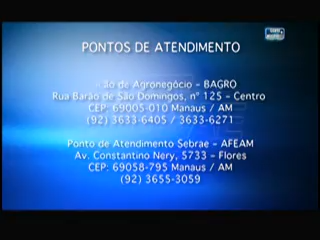 PONTOS DE ATENDIMENTO
ão de Agronegócio – BAGRO
Rua Barão de São Domingos, nº 125 – Centro
CEP: 69005-010 Manaus / AM
(92) 3633-6405 / 3633-6271
Ponto de Atendimento Sebrae – AFEAM
Av. Constantino Nery, 5733 – Flores
CEP: 69058-795 Manaus / AM
(92) 3655-3059